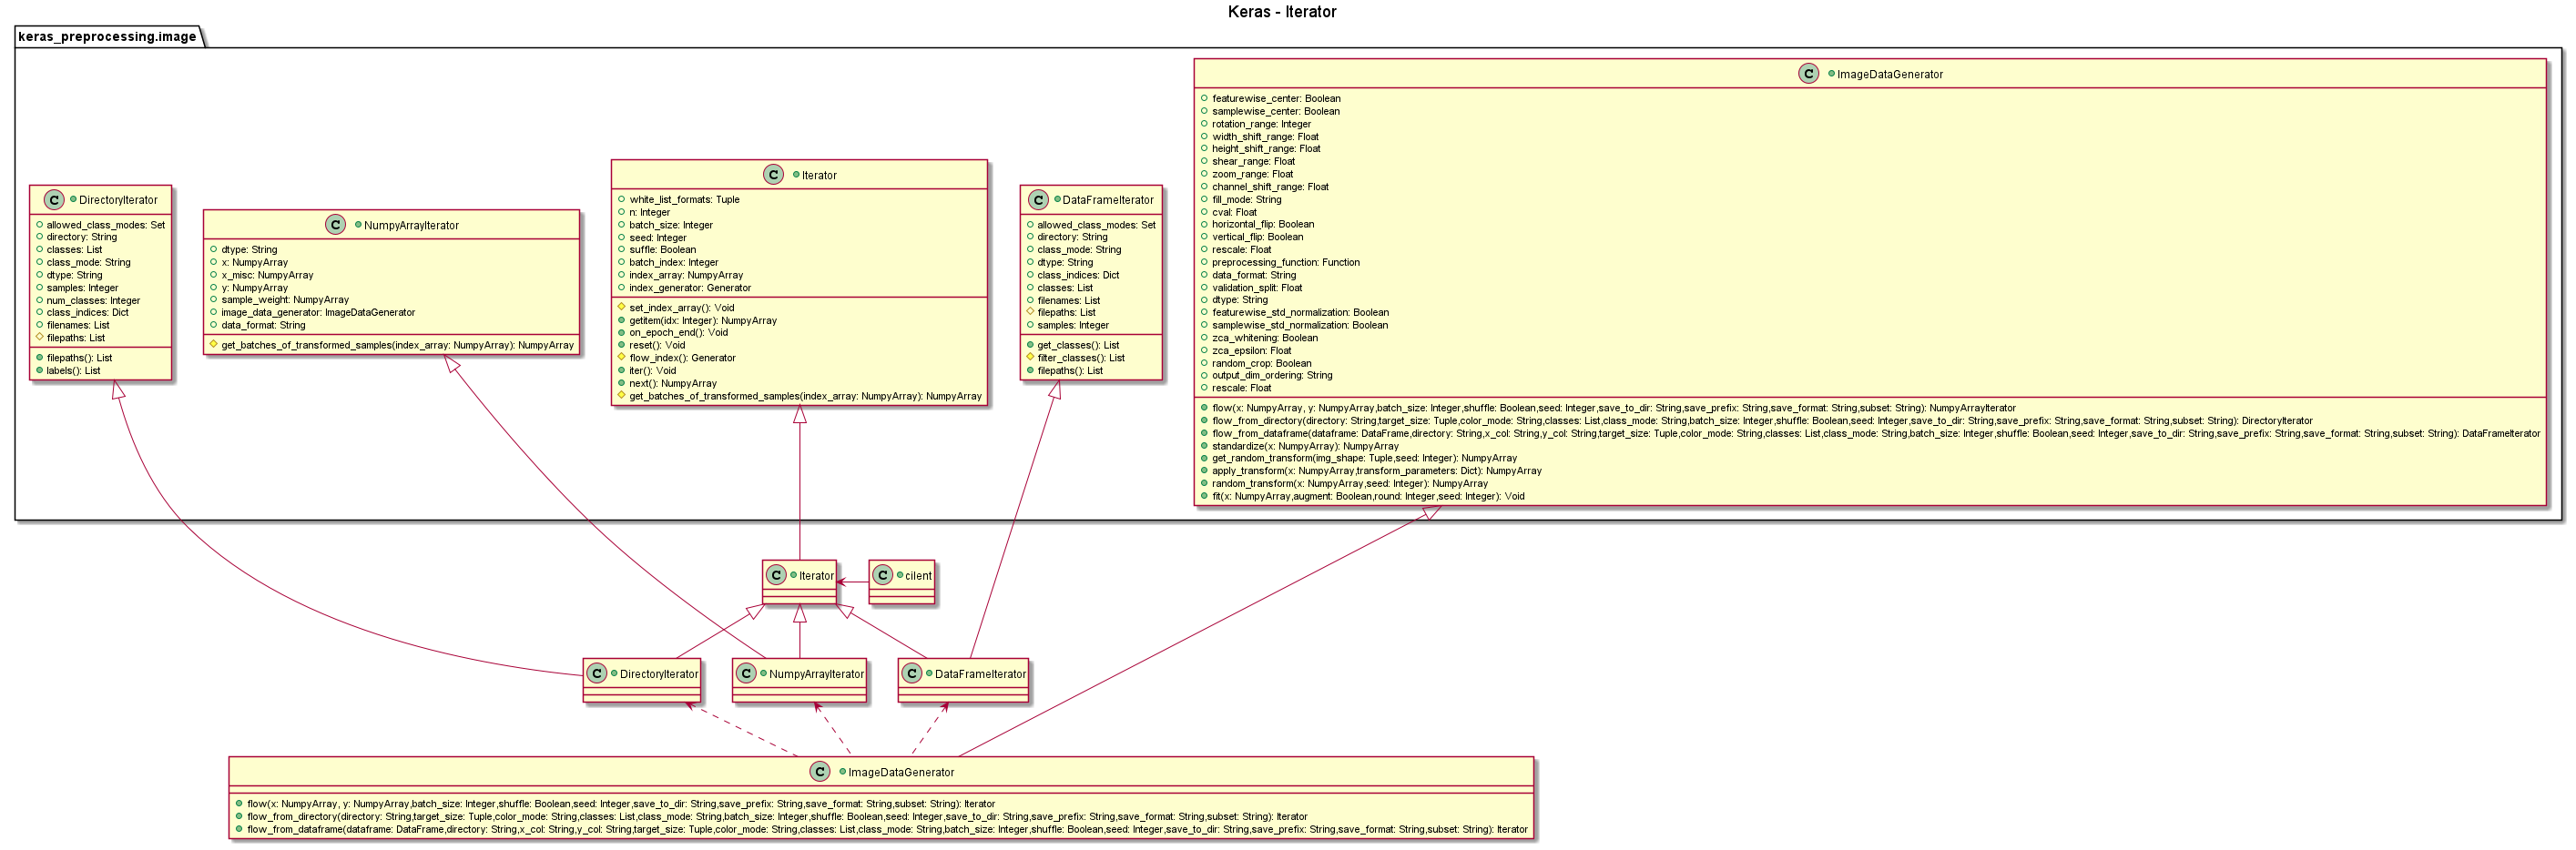 Keras - Iterator
keras_preprocessing.image
C ImageDataGenerator
featurewise_center: Boolean
samplewise_center: Boolean
rotation_range: Integer
width_shift_range: Float
height_shift_range: Float
shear_range: Float
zoom_range: Float
channel_shift_range: Float
fill_mode: String
cval: Float
horizontal_flip: Boolean
vertical_flip: Boolean
rescale: Float
preprocessing_function: Function
data_format: String
validation_split: Float
dtype: String
featurewise_std_normalization: Boolean
samplewise_std_normalization: Boolean
zca_whitening: Boolean
zca_epsilon: Float
random_crop: Boolean
output_dim_ordering: String
rescale: Float
flow(x: NumpyArray, y: NumpyArray,batch_size: Integer,shuffle: Boolean,seed: Integer,save_to_dir: String,save_prefix: String,save_format: String,subset: String): NumpyArrayIterator
flow_from_directory(directory: String,target_size: Tuple,color_mode: String,classes: List,class_mode: String,batch_size: Integer,shuffle: Boolean,seed: Integer,save_to_dir: String,save_prefix: String,save_format: String,subset: String): DirectoryIterator
flow_from_dataframe(dataframe: DataFrame,directory: String,x_col: String,y_col: String,target_size: Tuple,color_mode: String,classes: List,class_mode: String,batch_size: Integer,shuffle: Boolean,seed: Integer,save_to_dir: String,save_prefix: String,save_format: String,subset: String): DataFrameIterator
standardize(x: NumpyArray): NumpyArray
get_random_transform(img_shape: Tuple,seed: Integer): NumpyArray
apply_transform(x: NumpyArray,transform_parameters: Dict): NumpyArray
random_transform(x: NumpyArray,seed: Integer): NumpyArray
fit(x: NumpyArray,augment: Boolean,round: Integer,seed: Integer): Void
C DirectoryIterator
allowed_class_modes: Set
directory: String
classes: List
class_mode: String
dtype: String
samples: Integer
num_classes: Integer
class_indices: Dict
filenames: List
filepaths: List
filepaths(): List
labels(): List
C NumpyArrayIterator
dtype: String
x: NumpyArray
x_misc: NumpyArray
y: NumpyArray
sample_weight: NumpyArray
image_data_generator: ImageDataGenerator
data_format: String
get_batches_of_transformed_samples(index_array: NumpyArray): NumpyArray
C Iterator
white_list_formats: Tuple
n: Integer
batch_size: Integer
seed: Integer
suffle: Boolean
batch_index: Integer
index_array: NumpyArray
index_generator: Generator
set_index_array(): Void
getitem(idx: Integer): NumpyArray
on_epoch_end(): Void
reset(): Void
flow_index(): Generator
iter(): Void
next(): NumpyArray
get_batches_of_transformed_samples(index_array: NumpyArray): NumpyArray
C DataFrameIterator
allowed_class_modes: Set
directory: String
class_mode: String
dtype: String
class_indices: Dict
classes: List
filenames: List
filepaths: List
samples: Integer
get_classes(): List
filter_classes(): List
filepaths(): List
C Iterator
C cilent
C DirectoryIterator
C NumpyArrayIterator
C DataFrameIterator
C ImageDataGenerator
flow(x: NumpyArray, y: NumpyArray,batch_size: Integer,shuffle: Boolean,seed: Integer,save_to_dir: String,save_prefix: String,save_format: String,subset: String): Iterator
flow_from_directory(directory: String,target_size: Tuple,color_mode: String,classes: List,class_mode: String,batch_size: Integer,shuffle: Boolean,seed: Integer,save_to_dir: String,save_prefix: String,save_format: String,subset: String): Iterator
flow_from_dataframe(dataframe: DataFrame,directory: String,x_col: String,y_col: String,target_size: Tuple,color_mode: String,classes: List,class_mode: String,batch_size: Integer,shuffle: Boolean,seed: Integer,save_to_dir: String,save_prefix: String,save_format: String,subset: String): Iterator